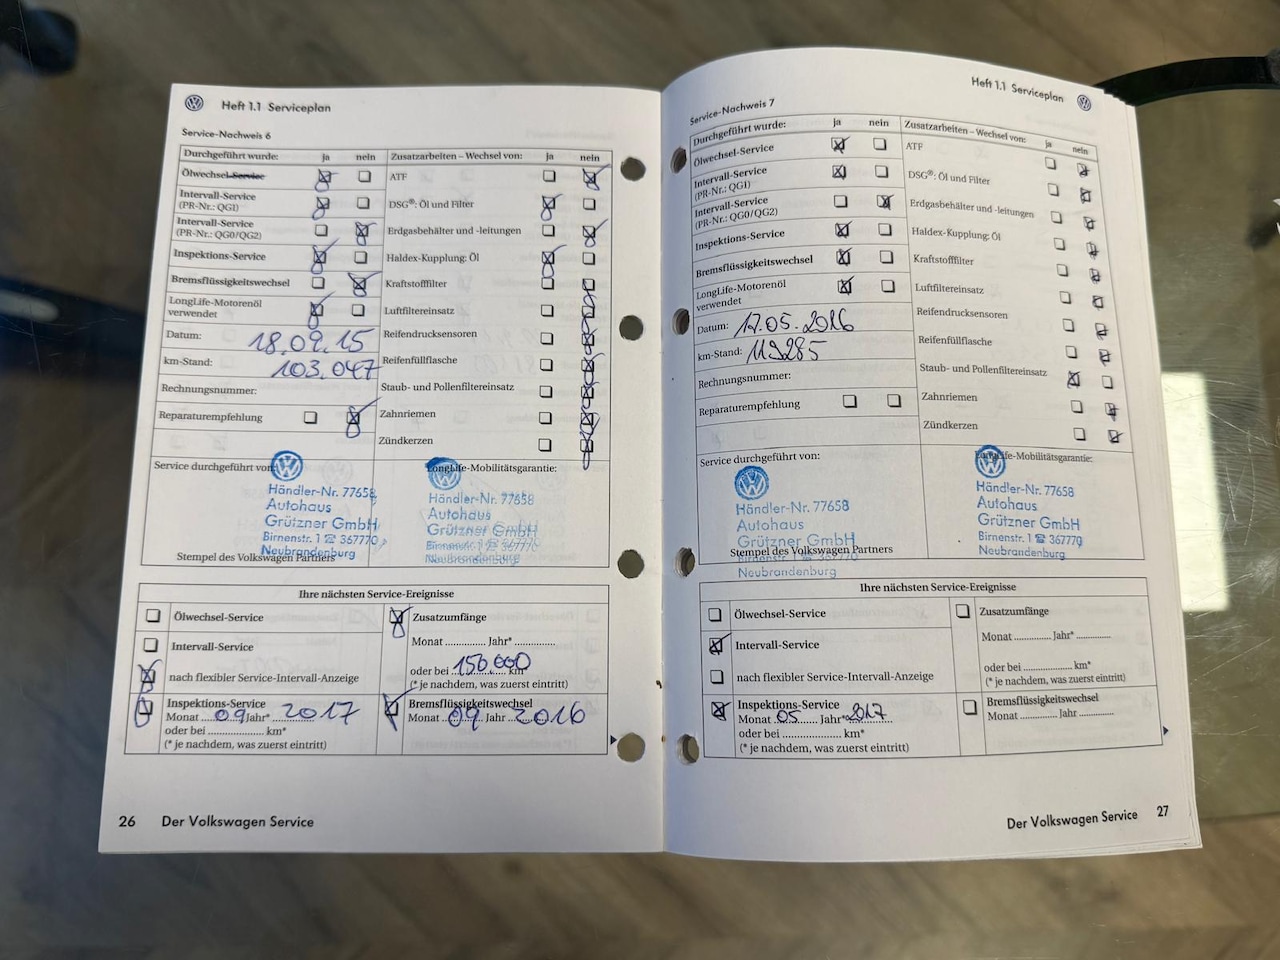 Heft 1.1 Serviceplan
Service-Nachweis 6
Durchgeführt wurde: ja nein Zusatzarbeiten – Wechsel von: ja nein
Ölwechsel-Service ATF
Intervall-Service DSG®: Öl und Filter
(PR-Nr.: QG1)
Intervall-Service Erdgasbehälter und -leitungen
(PR-Nr.: QG0/QG2)
Inspektions-Service Haldex-Kupplung: Öl
Bremsflüssigkeitswechsel Kraftstofffilter
LongLife-Motorenöl Luftfiltereinsatz
verwendet
Datum: 18.09.15 Reifendrucksensoren
km-Stand: 103.047 Reifenfüllflasche
Rechnungsnummer: Staub- und Pollenfiltereinsatz
Reparaturempfehlung Zahnriemen
Zündkerzen
Service durchgeführt von: LongLife-Mobilitätsgarantie:
Händler-Nr. 77658 Händler-Nr. 77658
Autohaus Autohaus
Grützner GmbH Grützner GmbH
Birnenstr. 1 ☎ 367770 Birnenstr. 1 ☎ 367770
Neubrandenburg Neubrandenburg
Stempel des Volkswagen Partners
Ihre nächsten Service-Ereignisse
Ölwechsel-Service Zusatzumfänge
Intervall-Service Monat ........... Jahr* ..............
oder bei 150.000 km*
nach flexibler Service-Intervall-Anzeige (* je nachdem, was zuerst eintritt)
Inspektions-Service Bremsflüssigkeitswechsel
Monat 09 Jahr* 2017 Monat 09 Jahr 2016
oder bei ..................... km*
(* je nachdem, was zuerst eintritt)
26 Der Volkswagen Service
Heft 1.1 Serviceplan
Service-Nachweis 7
Durchgeführt wurde: ja nein Zusatzarbeiten – Wechsel von: ja nein
Ölwechsel-Service ATF
Intervall-Service DSG®: Öl und Filter
(PR-Nr.: QG1)
Intervall-Service Erdgasbehälter und -leitungen
(PR-Nr.: QG0/QG2)
Inspektions-Service Haldex-Kupplung: Öl
Bremsflüssigkeitswechsel Kraftstofffilter
LongLife-Motorenöl Luftfiltereinsatz
verwendet
Datum: 17.05.2016 Reifendrucksensoren
km-Stand: 119285 Reifenfüllflasche
Rechnungsnummer: Staub- und Pollenfiltereinsatz
Reparaturempfehlung Zahnriemen
Zündkerzen
Service durchgeführt von: LongLife-Mobilitätsgarantie:
Händler-Nr. 77658 Händler-Nr. 77658
Autohaus Autohaus
Grützner GmbH Grützner GmbH
Birnenstr. 1 ☎ 367770 Birnenstr. 1 ☎ 367770
Neubrandenburg Neubrandenburg
Stempel des Volkswagen Partners
Ihre nächsten Service-Ereignisse
Ölwechsel-Service Zusatzumfänge
Intervall-Service Monat ............. Jahr* .............
oder bei ..................... km*
nach flexibler Service-Intervall-Anzeige (* je nachdem, was zuerst eintritt)
Inspektions-Service Bremsflüssigkeitswechsel
Monat 05 Jahr* 2017 Monat ........... Jahr ..............
oder bei ..................... km*
(* je nachdem, was zuerst eintritt)
Der Volkswagen Service 27